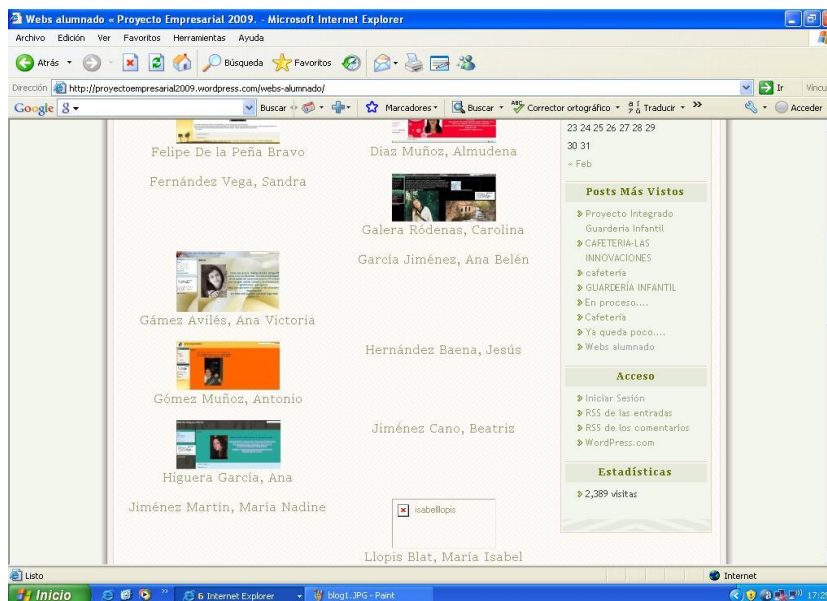 Webs alumnado « Proyecto Empresarial 2009. - Microsoft Internet Explorer
Archivo Edición Ver Favoritos Herramientas Ayuda
Atrás Búsqueda Favoritos
Dirección http://proyectoempresarial2009.wordpress.com/webs-alumnado/ Ir Víncu
Google Buscar Marcadores Buscar Corrector ortográfico Traducir Acceder
Felipe De la Peña Bravo
Diaz Muñoz, Almudena
Fernández Vega, Sandra
Galera Ródenas, Carolina
García Jiménez, Ana Belén
Gámez Avilés, Ana Victoria
Hernández Baena, Jesús
Gómez Muñoz, Antonio
Jiménez Cano, Beatriz
Higuera García, Ana
Jiménez Martín, María Nadine
isabelllopis
Llopis Blat, María Isabel
23 24 25 26 27 28 29
30 31
« Feb
Posts Más Vistos
Proyecto Integrado
Guarderia Infantil
CAFETERIA-LAS
INNOVACIONES
cafetería
GUARDERÍA INFANTIL
En proceso....
Cafetería
Ya queda poco....
Webs alumnado
Acceso
Iniciar Sesión
RSS de las entradas
RSS de los comentarios
WordPress.com
Estadísticas
2,389 visitas
Listo Internet
Inicio 6 Internet Explorer blog1.JPG - Paint